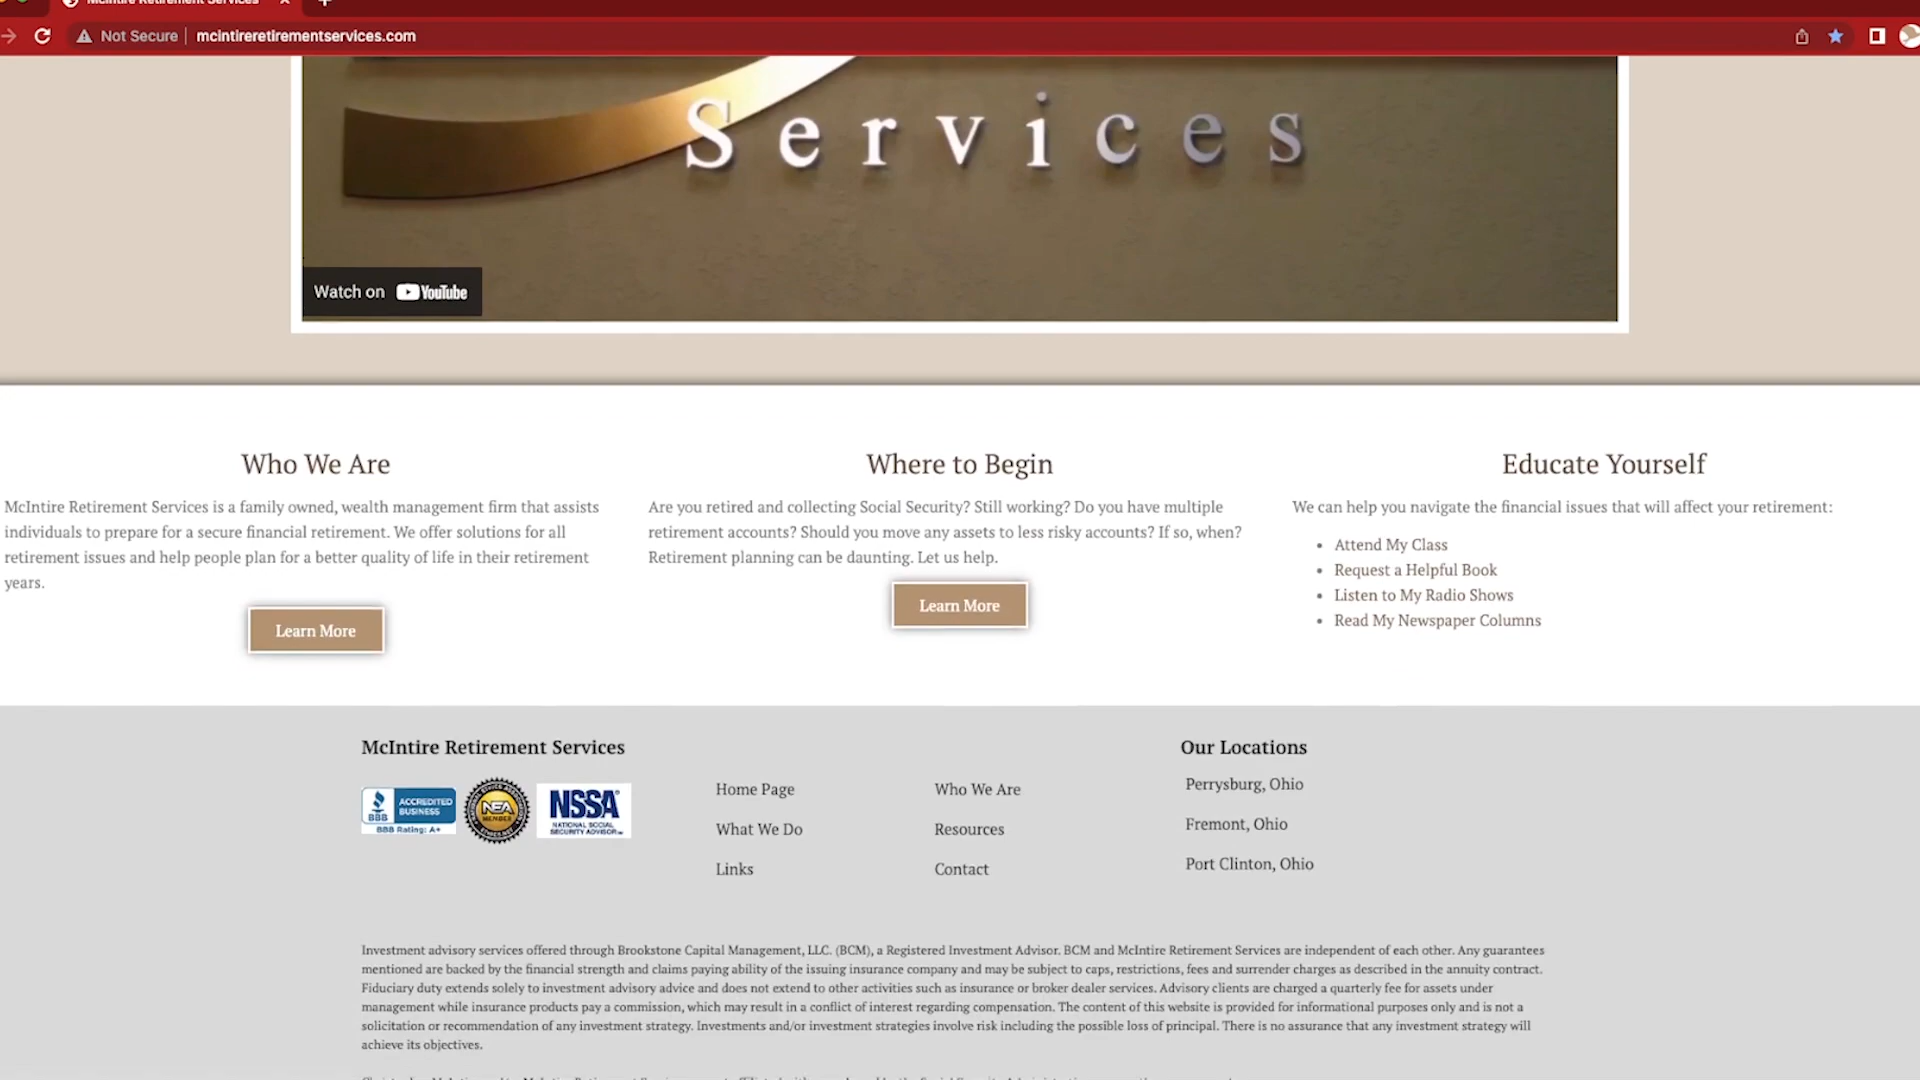 McIntire Retirement Services
Not Secure
mcintireretirementservices.com
Services
Watch on YouTube
Who We Are
McIntire Retirement Services is a family owned, wealth management firm that assists
individuals to prepare for a secure financial retirement. We offer solutions for all
retirement issues and help people plan for a better quality of life in their retirement
years.
Learn More
Where to Begin
Are you retired and collecting Social Security? Still working? Do you have multiple
retirement accounts? Should you move any assets to less risky accounts? If so, when?
Retirement planning can be daunting. Let us help.
Learn More
Educate Yourself
We can help you navigate the financial issues that will affect your retirement:
Attend My Class
Request a Helpful Book
Listen to My Radio Shows
Read My Newspaper Columns
McIntire Retirement Services
BBB
ACCREDITED
BUSINESS
BBB Rating: A+
NEA
MEMBER
NSSA
NATIONAL SOCIAL
SECURITY ADVISOR
Home Page
What We Do
Links
Who We Are
Resources
Contact
Our Locations
Perrysburg, Ohio
Fremont, Ohio
Port Clinton, Ohio
Investment advisory services offered through Brookstone Capital Management, LLC. (BCM), a Registered Investment Advisor. BCM and McIntire Retirement Services are independent of each other. Any guarantees
mentioned are backed by the financial strength and claims paying ability of the issuing insurance company and may be subject to caps, restrictions, fees and surrender charges as described in the annuity contract.
Fiduciary duty extends solely to investment advisory advice and does not extend to other activities such as insurance or broker dealer services. Advisory clients are charged a quarterly fee for assets under
management while insurance products pay a commission, which may result in a conflict of interest regarding compensation. The content of this website is provided for informational purposes only and is not a
solicitation or recommendation of any investment strategy. Investments and/or investment strategies involve risk including the possible loss of principal. There is no assurance that any investment strategy will
achieve its objectives.